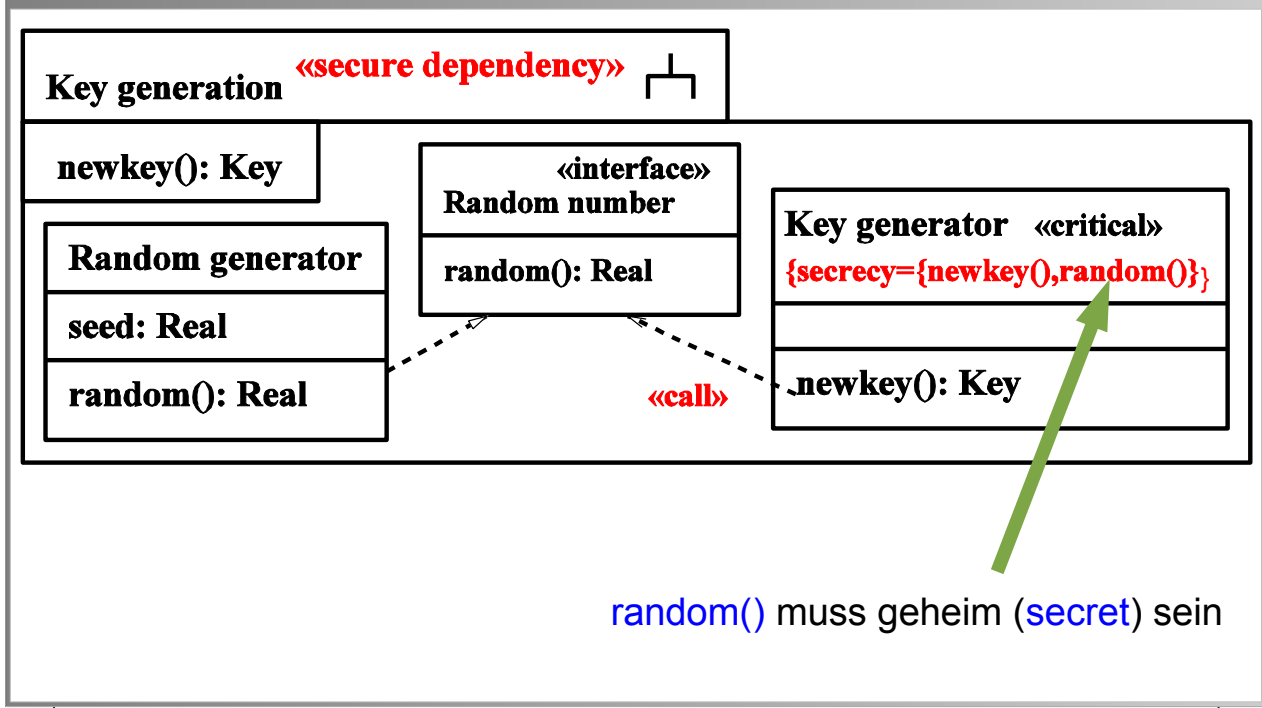 Key generation «secure dependency»
newkey(): Key
Random generator
seed: Real
random(): Real
«interface»
Random number
random(): Real
«call»
Key generator «critical»
{secrecy={newkey(),random()}}
newkey(): Key
random() muss geheim (secret) sein